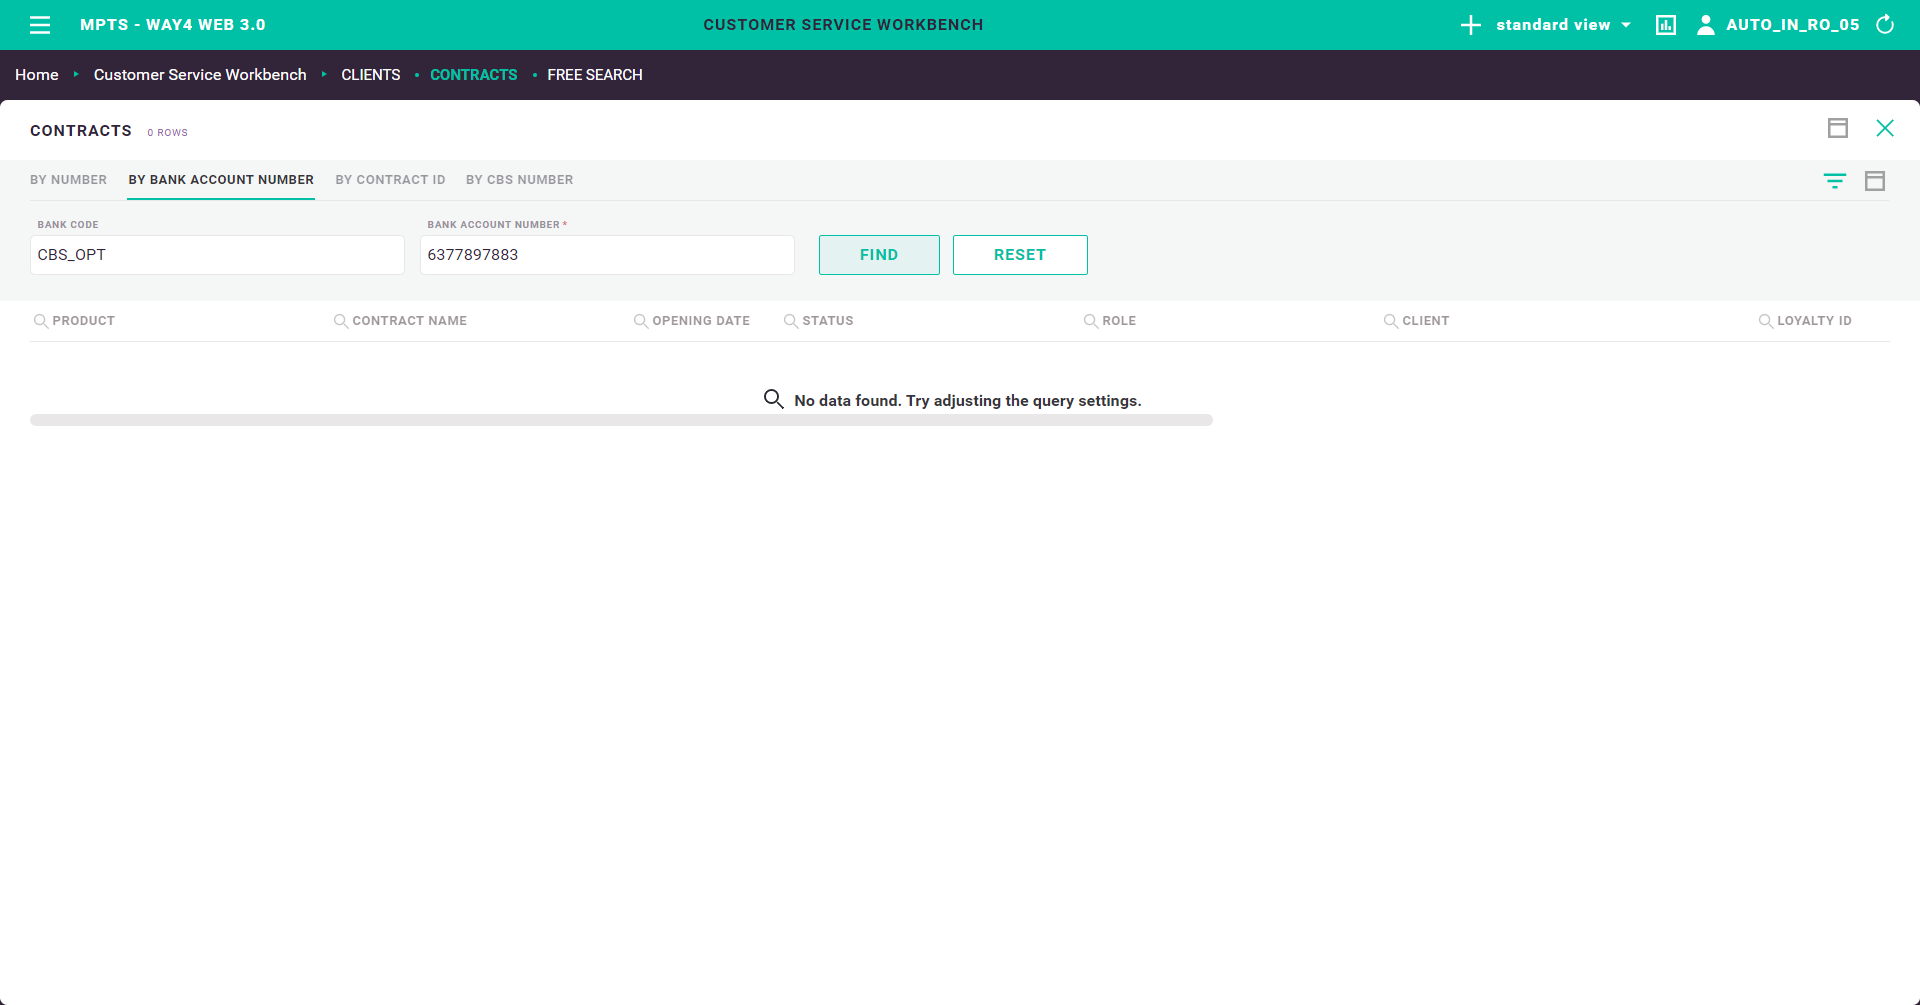 MPTS - WAY4 WEB 3.0
CUSTOMER SERVICE WORKBENCH
standard view
AUTO_IN_RO_05
Home
Customer Service Workbench
CLIENTS
CONTRACTS
FREE SEARCH
CONTRACTS 0 ROWS
BY NUMBER
BY BANK ACCOUNT NUMBER
BY CONTRACT ID
BY CBS NUMBER
BANK CODE
BANK ACCOUNT NUMBER *
CBS_OPT
6377897883
FIND
RESET
PRODUCT
CONTRACT NAME
OPENING DATE
STATUS
ROLE
CLIENT
LOYALTY ID
No data found. Try adjusting the query settings.